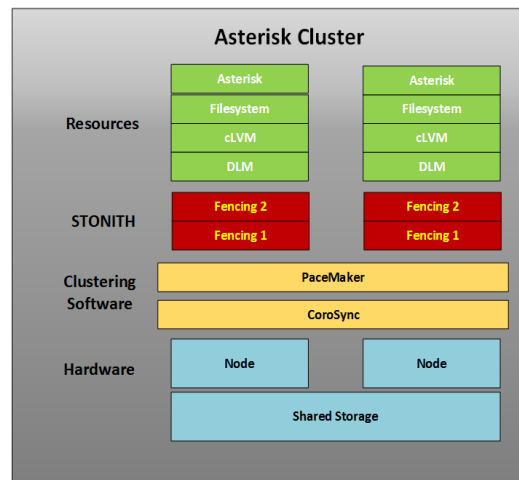 Asterisk Cluster
Resources
Asterisk
Filesystem
cLVM
DLM
Asterisk
Filesystem
cLVM
DLM
STONITH
Fencing 2
Fencing 1
Fencing 2
Fencing 1
Clustering
Software
PaceMaker
CoroSync
Hardware
Node
Node
Shared Storage